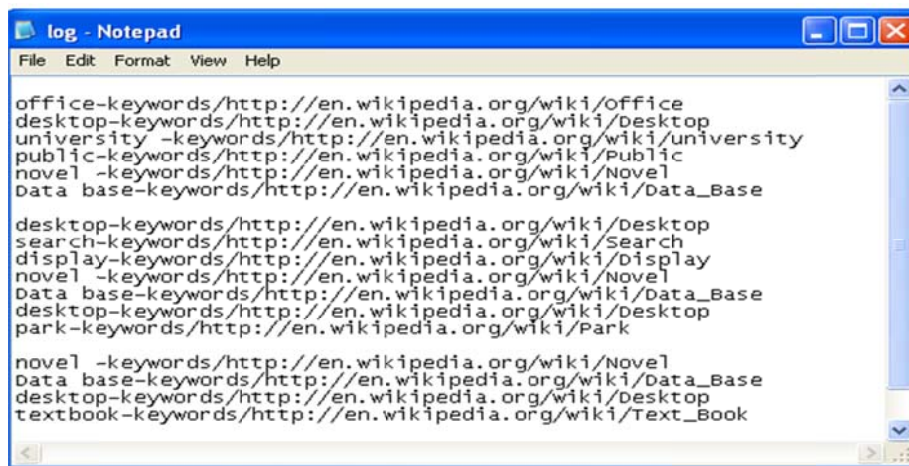 log - Notepad
File Edit Format View Help
office-keywords/http://en.wikipedia.org/wiki/Office
desktop-keywords/http://en.wikipedia.org/wiki/Desktop
university -keywords/http://en.wikipedia.org/wiki/university
public-keywords/http://en.wikipedia.org/wiki/Public
novel -keywords/http://en.wikipedia.org/wiki/Novel
Data base-keywords/http://en.wikipedia.org/wiki/Data_Base
desktop-keywords/http://en.wikipedia.org/wiki/Desktop
search-keywords/http://en.wikipedia.org/wiki/Search
display-keywords/http://en.wikipedia.org/wiki/Display
novel -keywords/http://en.wikipedia.org/wiki/Novel
Data base-keywords/http://en.wikipedia.org/wiki/Data_Base
desktop-keywords/http://en.wikipedia.org/wiki/Desktop
park-keywords/http://en.wikipedia.org/wiki/Park
novel -keywords/http://en.wikipedia.org/wiki/Novel
Data base-keywords/http://en.wikipedia.org/wiki/Data_Base
desktop-keywords/http://en.wikipedia.org/wiki/Desktop
textbook-keywords/http://en.wikipedia.org/wiki/Text_Book